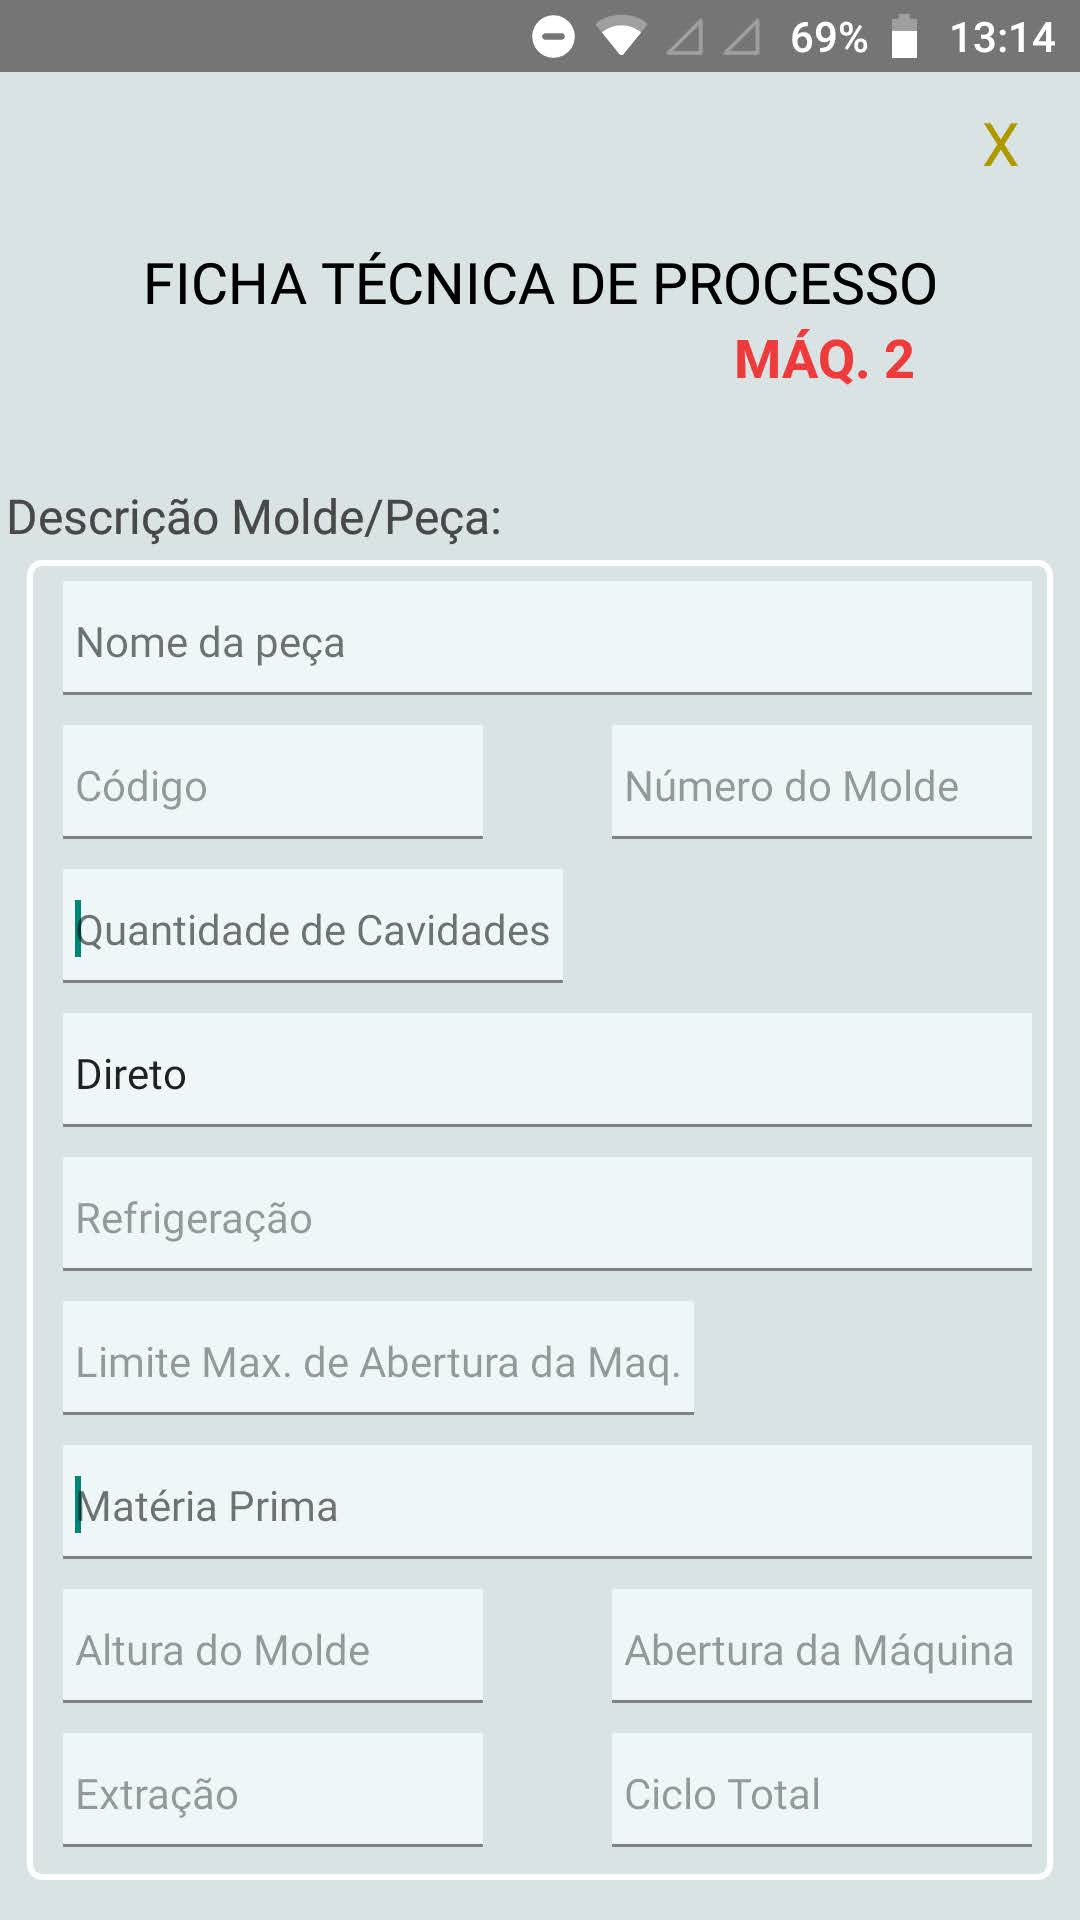 69% 13:14
X
FICHA TÉCNICA DE PROCESSO
MÁQ. 2
Descrição Molde/Peça:
Nome da peça
Código Número do Molde
Quantidade de Cavidades
Direto
Refrigeração
Limite Max. de Abertura da Maq.
Matéria Prima
Altura do Molde Abertura da Máquina
Extração Ciclo Total